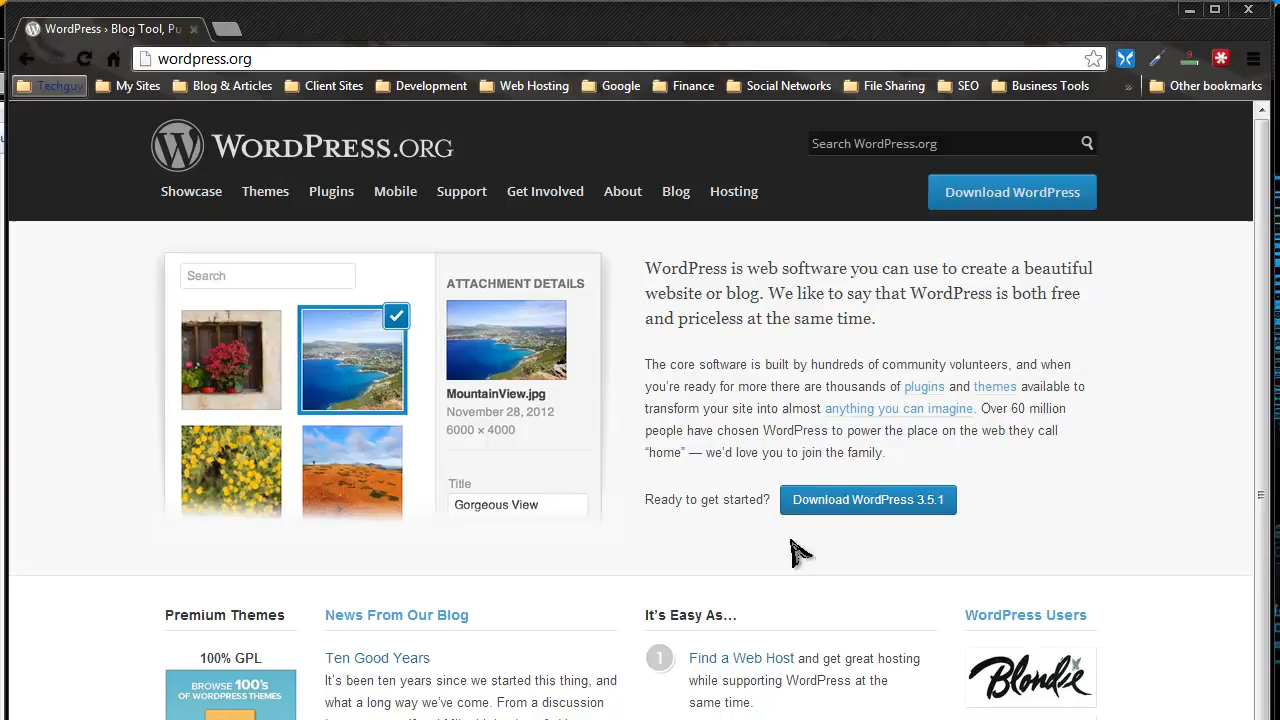 WordPress › Blog Tool, Pu
wordpress.org
9
Techguy
My Sites
Blog & Articles
Client Sites
Development
Web Hosting
Google
Finance
Social Networks
File Sharing
SEO
Business Tools
»
Other bookmarks
WORDPRESS.ORG
Search WordPress.org
Showcase
Themes
Plugins
Mobile
Support
Get Involved
About
Blog
Hosting
Download WordPress
Search
ATTACHMENT DETAILS
MountainView.jpg
November 28, 2012
6000 × 4000
Title
Gorgeous View
WordPress is web software you can use to create a beautiful
website or blog. We like to say that WordPress is both free
and priceless at the same time.
The core software is built by hundreds of community volunteers, and when
you’re ready for more there are thousands of plugins and themes available to
transform your site into almost anything you can imagine. Over 60 million
people have chosen WordPress to power the place on the web they call
“home” — we’d love you to join the family.
Ready to get started?
Download WordPress 3.5.1
Premium Themes
100% GPL
BROWSE 100'S
OF WORDPRESS THEMES
News From Our Blog
Ten Good Years
It’s been ten years since we started this thing, and
what a long way we’ve come. From a discussion
It’s Easy As…
1
Find a Web Host and get great hosting
while supporting WordPress at the
same time.
WordPress Users
Blondie